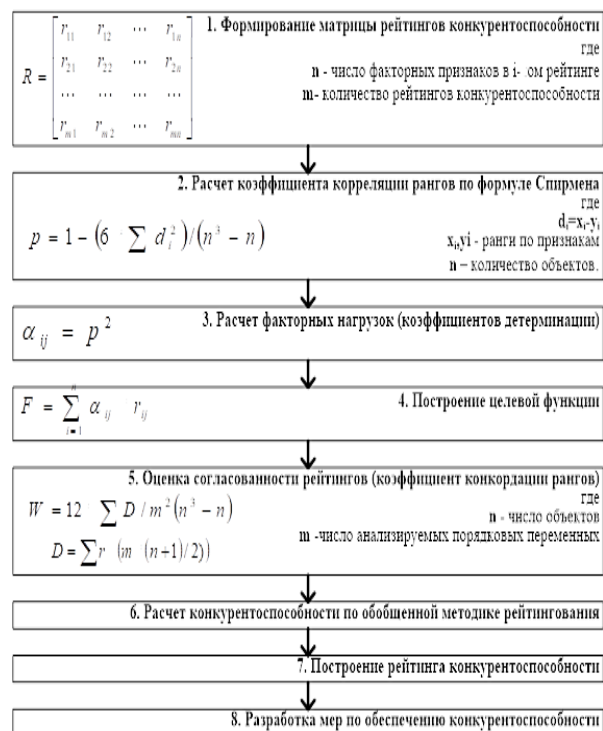 1. Формирование матрицы рейтингов конкурентоспособности
где
n - число факторных признаков в i- ом рейтинге
m- количество рейтингов конкурентоспособности
R =
r11 r12 ... r1n
r21 r22 ... r2n
... ... ... ...
rm1 rm2 ... rmn
2. Расчет коэффициента корреляции рангов по формуле Спирмена
где
di=xi-yi
xi,yi - ранги по признакам
n – количество объектов.
p = 1 − (6 ∑ di²)/(n³ − n)
3. Расчет факторных нагрузок (коэффициентов детерминации)
αij = p²
4. Построение целевой функции
F = ∑ αij rij
i=1
5. Оценка согласованности рейтингов (коэффициент конкордации рангов)
где
n - число объектов
m -число анализируемых порядковых переменных
W = 12 ∑ D / m² (n³ − n)
D = ∑ r (m (n+1)/2))
6. Расчет конкурентоспособности по обобщенной методике рейтингования
7. Построение рейтинга конкурентоспособности
8. Разработка мер по обеспечению конкурентоспособности